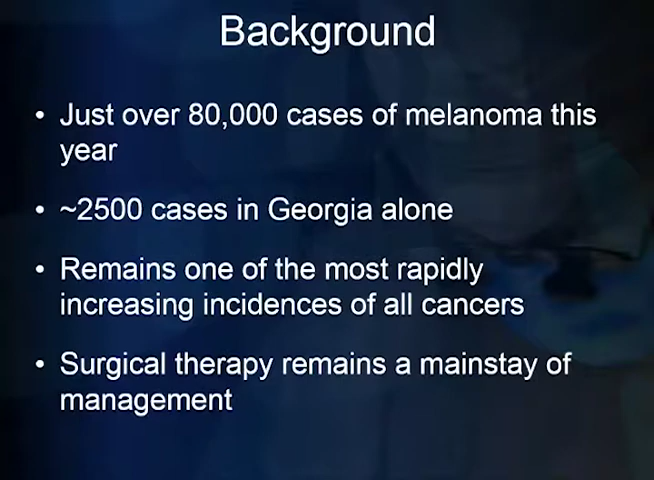 Background
• Just over 80,000 cases of melanoma this
year
• ~2500 cases in Georgia alone
• Remains one of the most rapidly
increasing incidences of all cancers
• Surgical therapy remains a mainstay of
management